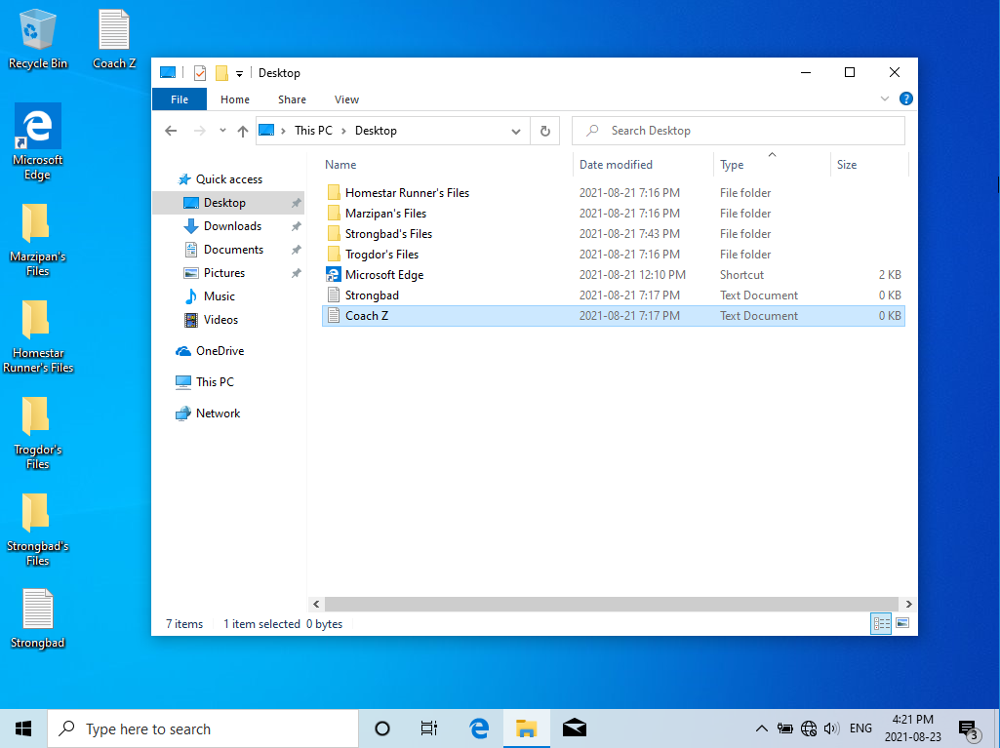 Recycle Bin
Coach Z
Microsoft
Edge
Marzipan's
Files
Homestar
Runner's Files
Trogdor's
Files
Strongbad's
Files
Strongbad
Desktop
File Home Share View
This PC Desktop
Search Desktop
Quick access
Desktop
Downloads
Documents
Pictures
Music
Videos
OneDrive
This PC
Network
Name Date modified Type Size
Homestar Runner's Files 2021-08-21 7:16 PM File folder
Marzipan's Files 2021-08-21 7:16 PM File folder
Strongbad's Files 2021-08-21 7:43 PM File folder
Trogdor's Files 2021-08-21 7:16 PM File folder
Microsoft Edge 2021-08-21 12:10 PM Shortcut 2 KB
Strongbad 2021-08-21 7:17 PM Text Document 0 KB
Coach Z 2021-08-21 7:17 PM Text Document 0 KB
7 items 1 item selected 0 bytes
Type here to search
ENG
4:21 PM
2021-08-23
3